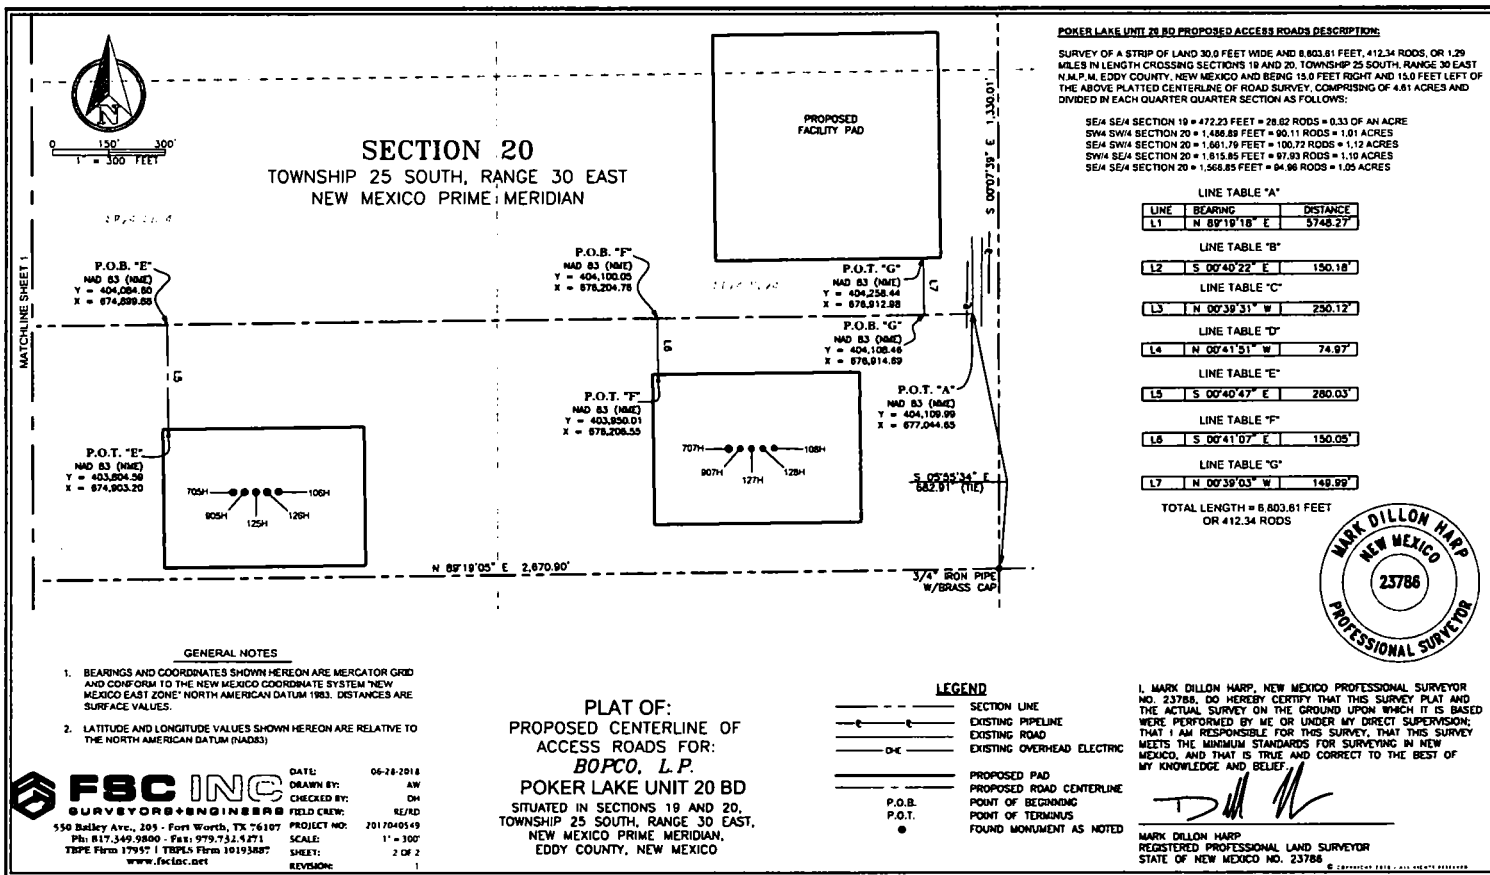 N
0 150' 300'
1" = 300 FEET
SECTION 20
TOWNSHIP 25 SOUTH, RANGE 30 EAST
NEW MEXICO PRIME MERIDIAN
MATCHLINE SHEET 1
PROPOSED
FACILITY PAD
S 00°07'39" E 1,330.01'
P.O.B. "E"
NAD 83 (NME)
Y = 404,084.60
X = 674,899.88
L5
P.O.T. "E"
NAD 83 (NME)
Y = 403,804.59
X = 674,903.20
705H
905H
125H
126H
106H
P.O.B. "F"
NAD 83 (NME)
Y = 404,100.05
X = 676,204.76
L6
P.O.T. "F"
NAD 83 (NME)
Y = 403,950.01
X = 676,206.55
707H
907H
127H
128H
108H
P.O.T. "G"
NAD 83 (NME)
Y = 404,258.44
X = 676,912.98
L7
P.O.B. "G"
NAD 83 (NME)
Y = 404,108.46
X = 676,914.69
P.O.T. "A"
NAD 83 (NME)
Y = 404,109.99
X = 677,044.65
S 05°55'34" E
682.91' (TIE)
N 89°19'05" E 2,670.90'
3/4" IRON PIPE
W/BRASS CAP
POKER LAKE UNIT 20 BD PROPOSED ACCESS ROADS DESCRIPTION:
SURVEY OF A STRIP OF LAND 30.0 FEET WIDE AND 6,803.61 FEET, 412.34 RODS, OR 1.29
MILES IN LENGTH CROSSING SECTIONS 19 AND 20, TOWNSHIP 25 SOUTH, RANGE 30 EAST
N.M.P.M. EDDY COUNTY, NEW MEXICO AND BEING 15.0 FEET RIGHT AND 15.0 FEET LEFT OF
THE ABOVE PLATTED CENTERLINE OF ROAD SURVEY, COMPRISING OF 4.61 ACRES AND
DIVIDED IN EACH QUARTER QUARTER SECTION AS FOLLOWS:
SE/4 SE/4 SECTION 19 = 472.23 FEET = 28.62 RODS = 0.33 OF AN ACRE
SW/4 SW/4 SECTION 20 = 1,486.89 FEET = 90.11 RODS = 1.01 ACRES
SE/4 SW/4 SECTION 20 = 1,661.79 FEET = 100.72 RODS = 1.12 ACRES
SW/4 SE/4 SECTION 20 = 1,615.85 FEET = 97.93 RODS = 1.10 ACRES
SE/4 SE/4 SECTION 20 = 1,566.85 FEET = 94.96 RODS = 1.05 ACRES
LINE TABLE "A"
LINE BEARING DISTANCE
L1 N 89°19'18" E 5748.27'
LINE TABLE "B"
L2 S 00°40'22" E 150.18'
LINE TABLE "C"
L3 N 00°39'31" W 250.12'
LINE TABLE "D"
L4 N 00°41'51" W 74.97'
LINE TABLE "E"
L5 S 00°40'47" E 280.03'
LINE TABLE "F"
L6 S 00°41'07" E 150.05'
LINE TABLE "G"
L7 N 00°39'03" W 149.99'
TOTAL LENGTH = 6,803.61 FEET
OR 412.34 RODS
MARK DILLON HARP
NEW MEXICO
23786
PROFESSIONAL SURVEYOR
GENERAL NOTES
1. BEARINGS AND COORDINATES SHOWN HEREON ARE MERCATOR GRID
AND CONFORM TO THE NEW MEXICO COORDINATE SYSTEM "NEW
MEXICO EAST ZONE" NORTH AMERICAN DATUM 1983. DISTANCES ARE
SURFACE VALUES.
2. LATITUDE AND LONGITUDE VALUES SHOWN HEREON ARE RELATIVE TO
THE NORTH AMERICAN DATUM (NAD83)
FSC INC
SURVEYORS+ENGINEERS
550 Bailey Ave., 205 - Fort Worth, TX 76107
Ph: 817.349.9800 - Fax: 979.732.5271
TBPE Firm 17957 | TBPLS Firm 10193887
www.fscinc.net
DATE: 06-28-2018
DRAWN BY: AW
CHECKED BY: DH
FIELD CREW: RE/RD
PROJECT NO: 2017040549
SCALE: 1" = 300'
SHEET: 2 OF 2
REVISION: 1
PLAT OF:
PROPOSED CENTERLINE OF
ACCESS ROADS FOR:
BOPCO, L.P.
POKER LAKE UNIT 20 BD
SITUATED IN SECTIONS 19 AND 20,
TOWNSHIP 25 SOUTH, RANGE 30 EAST,
NEW MEXICO PRIME MERIDIAN,
EDDY COUNTY, NEW MEXICO
LEGEND
SECTION LINE
EXISTING PIPELINE
EXISTING ROAD
OHE EXISTING OVERHEAD ELECTRIC
PROPOSED PAD
PROPOSED ROAD CENTERLINE
P.O.B. POINT OF BEGINNING
P.O.T. POINT OF TERMINUS
FOUND MONUMENT AS NOTED
I, MARK DILLON HARP, NEW MEXICO PROFESSIONAL SURVEYOR
NO. 23786, DO HEREBY CERTIFY THAT THIS SURVEY PLAT AND
THE ACTUAL SURVEY ON THE GROUND UPON WHICH IT IS BASED
WERE PERFORMED BY ME OR UNDER MY DIRECT SUPERVISION;
THAT I AM RESPONSIBLE FOR THIS SURVEY, THAT THIS SURVEY
MEETS THE MINIMUM STANDARDS FOR SURVEYING IN NEW
MEXICO, AND THAT IS TRUE AND CORRECT TO THE BEST OF
MY KNOWLEDGE AND BELIEF.
MARK DILLON HARP
REGISTERED PROFESSIONAL LAND SURVEYOR
STATE OF NEW MEXICO NO. 23786